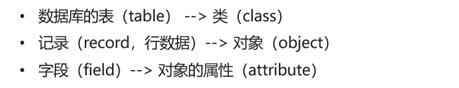 • 数据库的表（table） --> 类（class）
• 记录（record，行数据）--> 对象（object）
• 字段（field）--> 对象的属性（attribute）